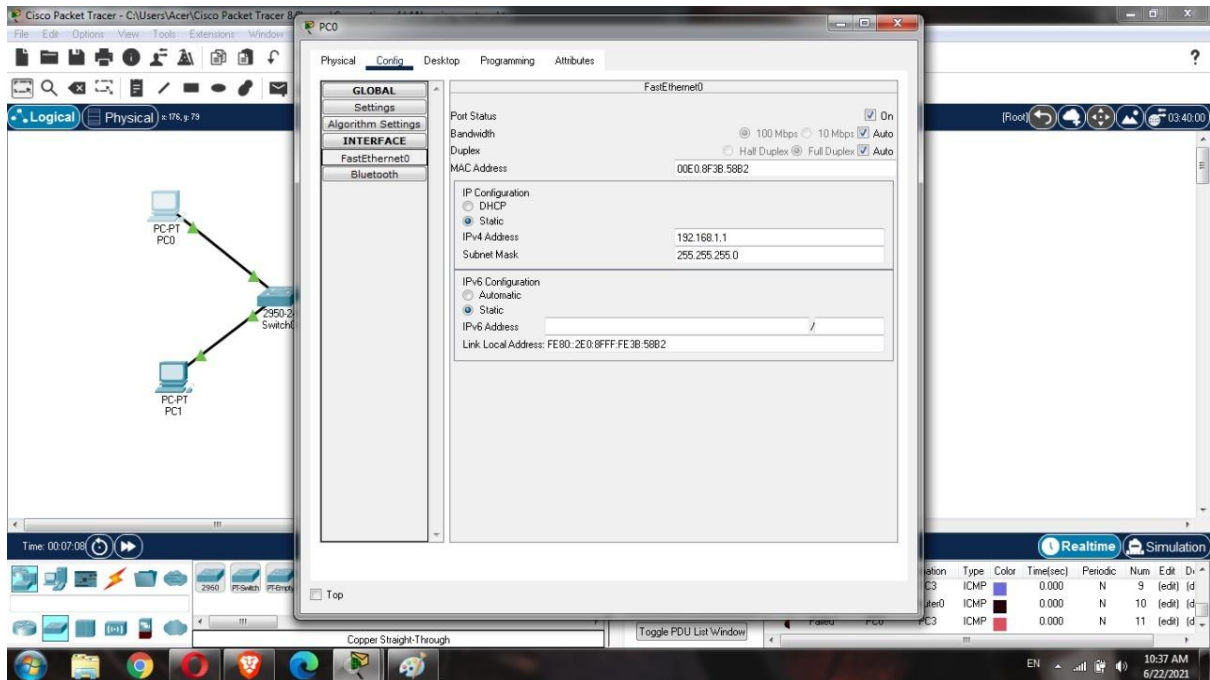 Cisco Packet Tracer - C:\Users\Acer\Cisco Packet Tracer 8
File Edit Options View Tools Extensions Window
?
Logical Physical x: 176, y: 79
[Root] 03:40:00
PC-PT
PC0
2950-2
Switch
PC-PT
PC1
PC0
Physical Config Desktop Programming Attributes
GLOBAL
Settings
Algorithm Settings
INTERFACE
FastEthernet0
Bluetooth
FastEthernet0
Port Status On
Bandwidth 100 Mbps 10 Mbps Auto
Duplex Half Duplex Full Duplex Auto
MAC Address 00E0.8F3B.58B2
IP Configuration
DHCP
Static
IPv4 Address 192.168.1.1
Subnet Mask 255.255.255.0
IPv6 Configuration
Automatic
Static
IPv6 Address /
Link Local Address: FE80::2E0:8FFF:FE3B:58B2
Top
Time: 00:07:08
Realtime Simulation
2960 PT-Switch PT-Empty
Copper Straight-Through
Toggle PDU List Window
Type Color Time(sec) Periodic Num Edit
ICMP 0.000 N 9 (edit)
ICMP 0.000 N 10 (edit)
ICMP 0.000 N 11 (edit)
EN 10:37 AM
6/22/2021